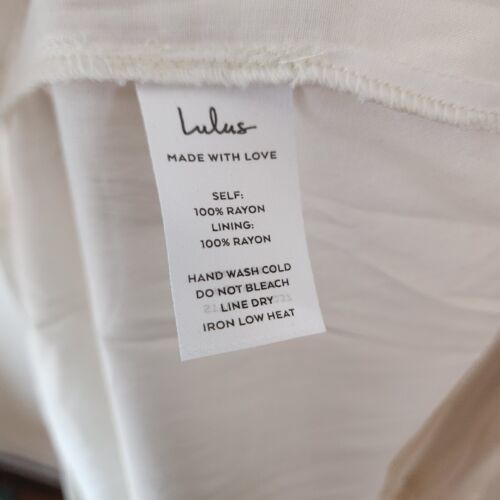 Lulus
MADE WITH LOVE
SELF:
100% RAYON
LINING:
100% RAYON
HAND WASH COLD
DO NOT BLEACH
LINE DRY
IRON LOW HEAT